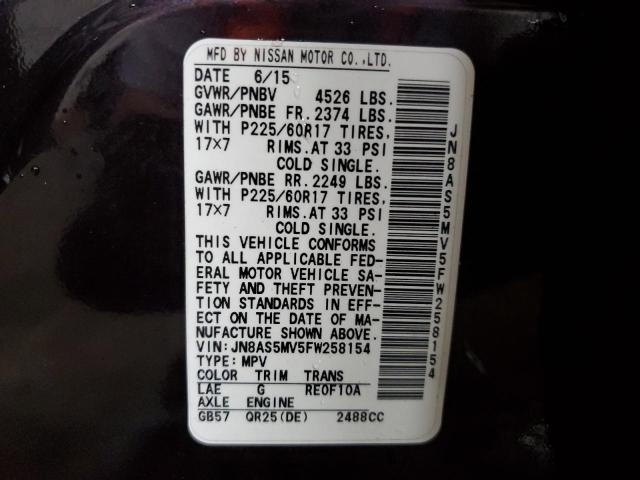 MFD BY NISSAN MOTOR CO.,LTD.
DATE 6/15
GVWR/PNBV 4526 LBS.
GAWR/PNBE FR. 2374 LBS.
WITH P225/60R17 TIRES,
17×7 RIMS.AT 33 PSI
COLD SINGLE.
GAWR/PNBE RR. 2249 LBS.
WITH P225/60R17 TIRES,
17×7 RIMS.AT 33 PSI
COLD SINGLE.
THIS VEHICLE CONFORMS
TO ALL APPLICABLE FED-
ERAL MOTOR VEHICLE SA-
FETY AND THEFT PREVEN-
TION STANDARDS IN EFF-
ECT ON THE DATE OF MA-
NUFACTURE SHOWN ABOVE.
VIN: JN8AS5MV5FW258154
TYPE: MPV
COLOR TRIM TRANS
LAE G RE0F10A
AXLE ENGINE
GB57 QR25(DE) 2488CC
JN8AS5MV5FW258154